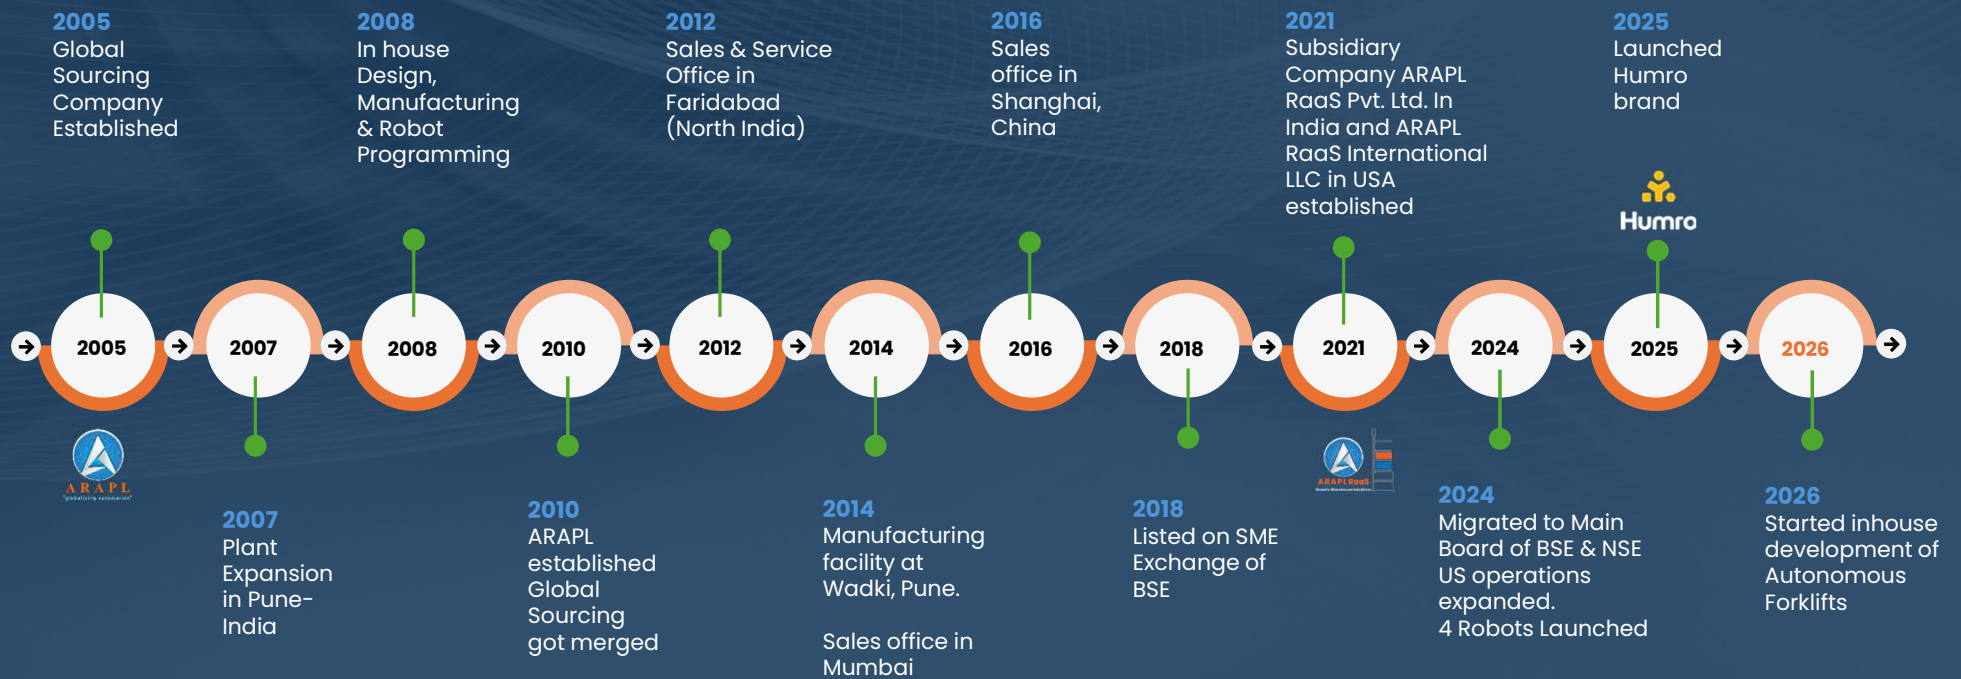 2005
Global
Sourcing
Company
Established
2008
In house
Design,
Manufacturing
& Robot
Programming
2012
Sales & Service
Office in
Faridabad
(North India)
2016
Sales
office in
Shanghai,
China
2021
Subsidiary
Company ARAPL
RaaS Pvt. Ltd. In
India and ARAPL
RaaS International
LLC in USA
established
2025
Launched
Humro
brand
Humro
2005
2007
2008
2010
2012
2014
2016
2018
2021
2024
2025
2026
ARAPL
"globalising automation"
ARAPL RaaS
2007
Plant
Expansion
in Pune-
India
2010
ARAPL
established
Global
Sourcing
got merged
2014
Manufacturing
facility at
Wadki, Pune.
Sales office in
Mumbai
2018
Listed on SME
Exchange of
BSE
2024
Migrated to Main
Board of BSE & NSE
US operations
expanded.
4 Robots Launched
2026
Started inhouse
development of
Autonomous
Forklifts